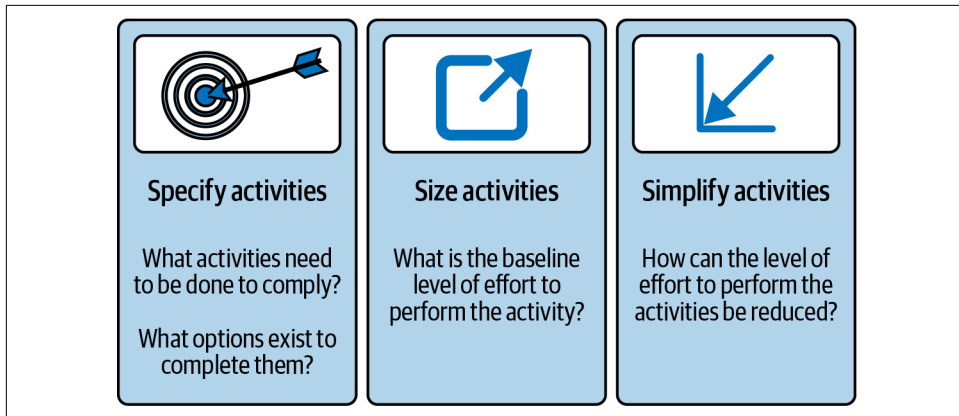 Specify activities
What activities need
to be done to comply?
What options exist to
complete them?
Size activities
What is the baseline
level of effort to
perform the activity?
Simplify activities
How can the level of
effort to perform the
activities be reduced?